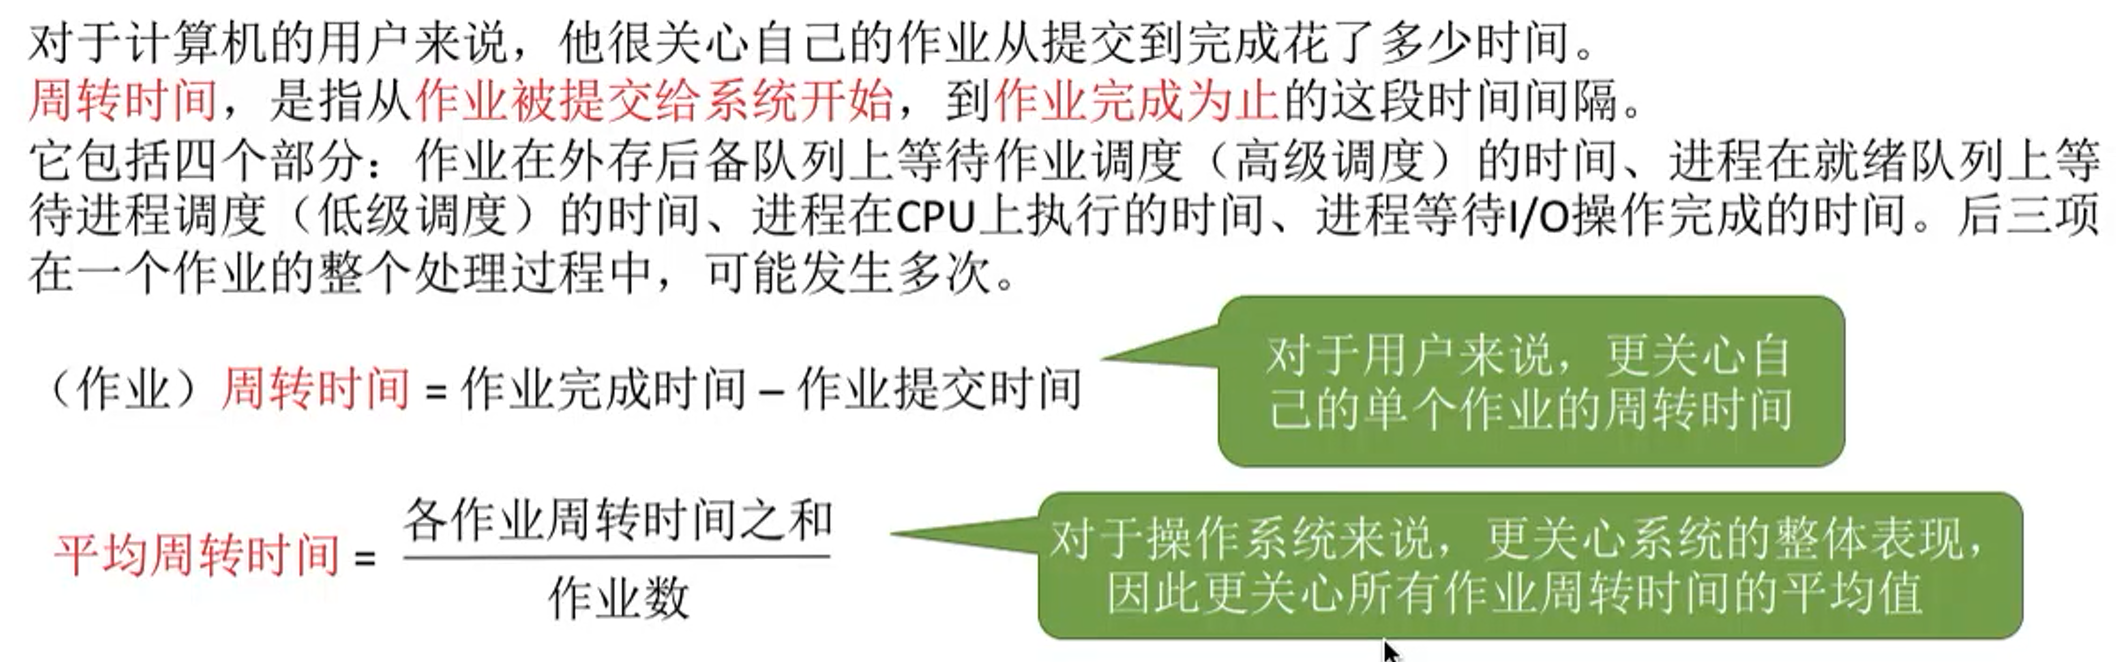 对于计算机的用户来说，他很关心自己的作业从提交到完成花了多少时间。
周转时间，是指从作业被提交给系统开始，到作业完成为止的这段时间间隔。
它包括四个部分：作业在外存后备队列上等待作业调度（高级调度）的时间、进程在就绪队列上等
待进程调度（低级调度）的时间、进程在CPU上执行的时间、进程等待I/O操作完成的时间。后三项
在一个作业的整个处理过程中，可能发生多次。
（作业）周转时间 = 作业完成时间 – 作业提交时间
对于用户来说，更关心自
己的单个作业的周转时间
平均周转时间 =
各作业周转时间之和
作业数
对于操作系统来说，更关心系统的整体表现，
因此更关心所有作业周转时间的平均值